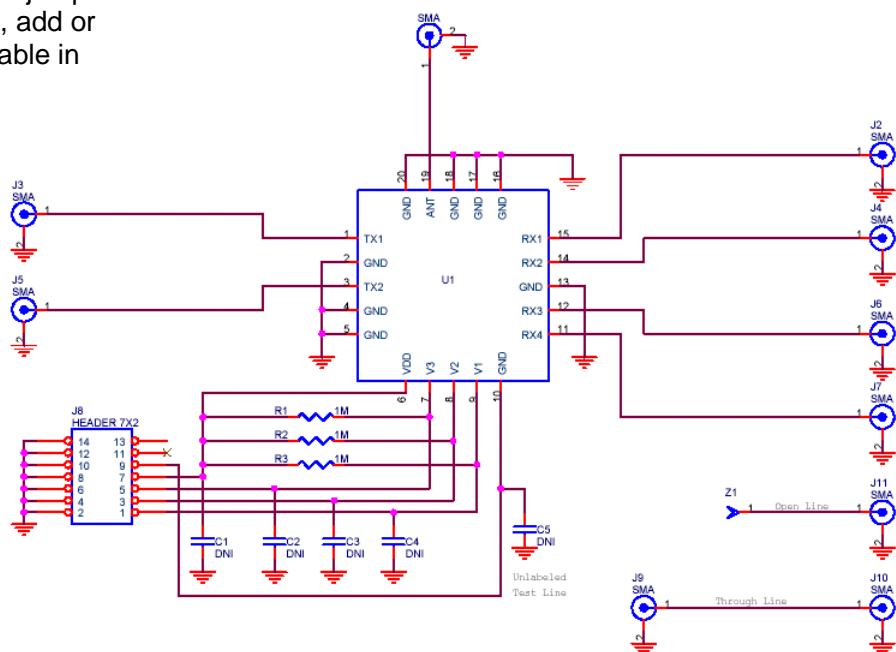 , add or
able in
SMA
2
1
J2
SMA
1
2
J3
SMA
1
2
J4
SMA
1
2
J5
SMA
1
2
J6
SMA
1
2
J7
SMA
1
2
20 19 18 17 16
GND ANT GND GND GND
1 TX1
2 GND
3 TX2
4 GND
5 GND
U1
RX1 15
RX2 14
GND 13
RX3 12
RX4 11
VDD V3 V2 V1 GND
6 7 8 9 10
J8
HEADER 7X2
14 13
12 11
10 9
8 7
6 5
4 3
2 1
R1 1M
R2 1M
R3 1M
C1
DNI
C2
DNI
C3
DNI
C4
DNI
C5
DNI
Unlabeled
Test Line
Z1
1 Open Line 1
J11
SMA
2
J9
SMA
1 Through Line 1
2
J10
SMA
2